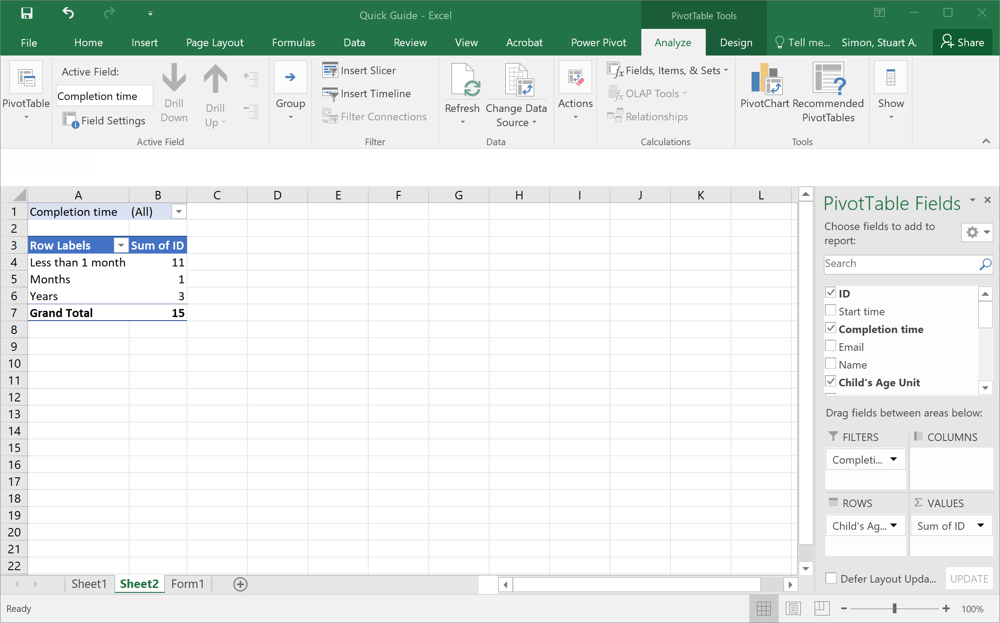 Quick Guide - Excel
PivotTable Tools
File Home Insert Page Layout Formulas Data Review View Acrobat Power Pivot Analyze Design Tell me... Simon, Stuart A. Share
PivotTable
Active Field:
Completion time
Field Settings
Drill Down
Drill Up
Active Field
Group
Insert Slicer
Insert Timeline
Filter Connections
Filter
Refresh
Change Data Source
Data
Actions
Fields, Items, & Sets
OLAP Tools
Relationships
Calculations
PivotChart
Recommended PivotTables
Tools
Show
A B C D E F G H I J K L
1 Completion time (All)
2
3 Row Labels Sum of ID
4 Less than 1 month 11
5 Months 1
6 Years 3
7 Grand Total 15
8
9
10
11
12
13
14
15
16
17
18
19
20
21
22
PivotTable Fields
Choose fields to add to
report:
Search
ID
Start time
Completion time
Email
Name
Child's Age Unit
Drag fields between areas below:
FILTERS
Completi...
COLUMNS
ROWS
Child's Ag...
Σ VALUES
Sum of ID
Defer Layout Upda... UPDATE
Sheet1 Sheet2 Form1
Ready
100%